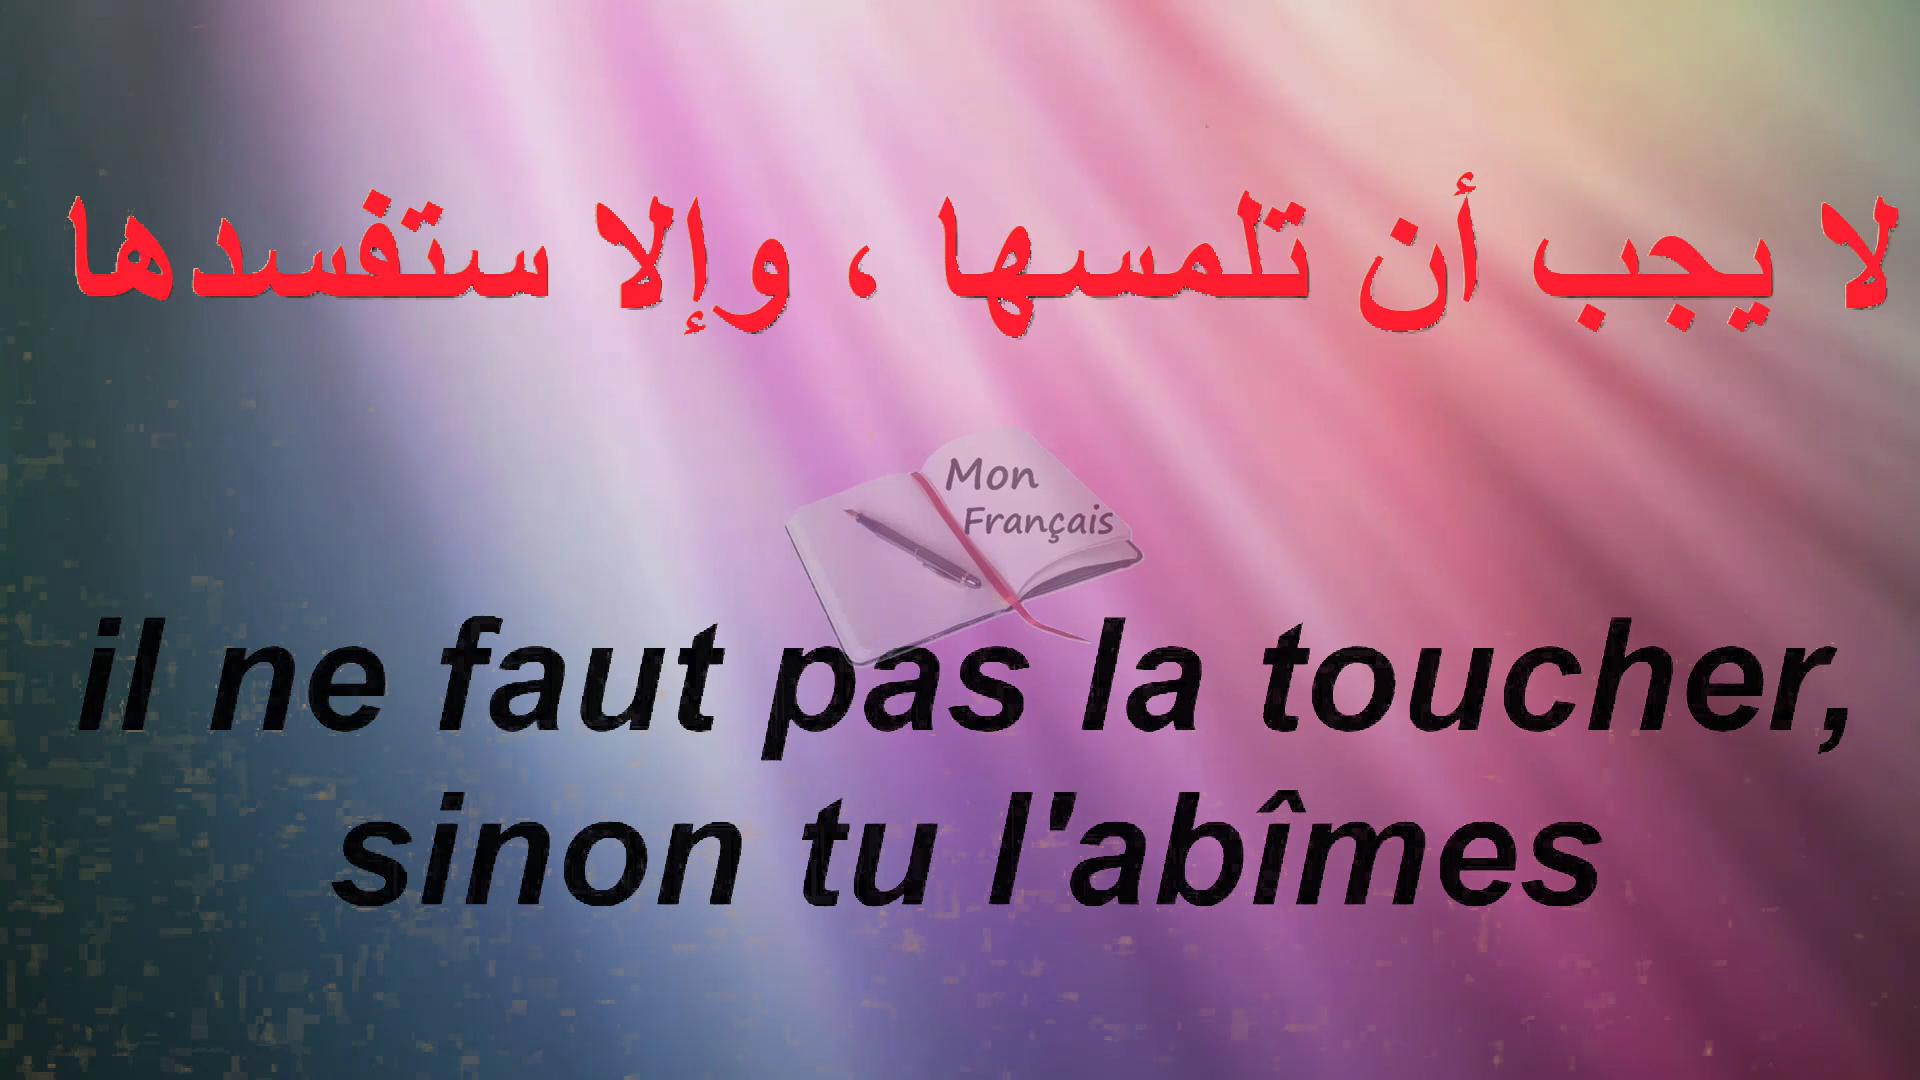 لا يجب أن تلمسها ، وإلا ستفسدها
Mon
Français
il ne faut pas la toucher,
sinon tu l'abîmes